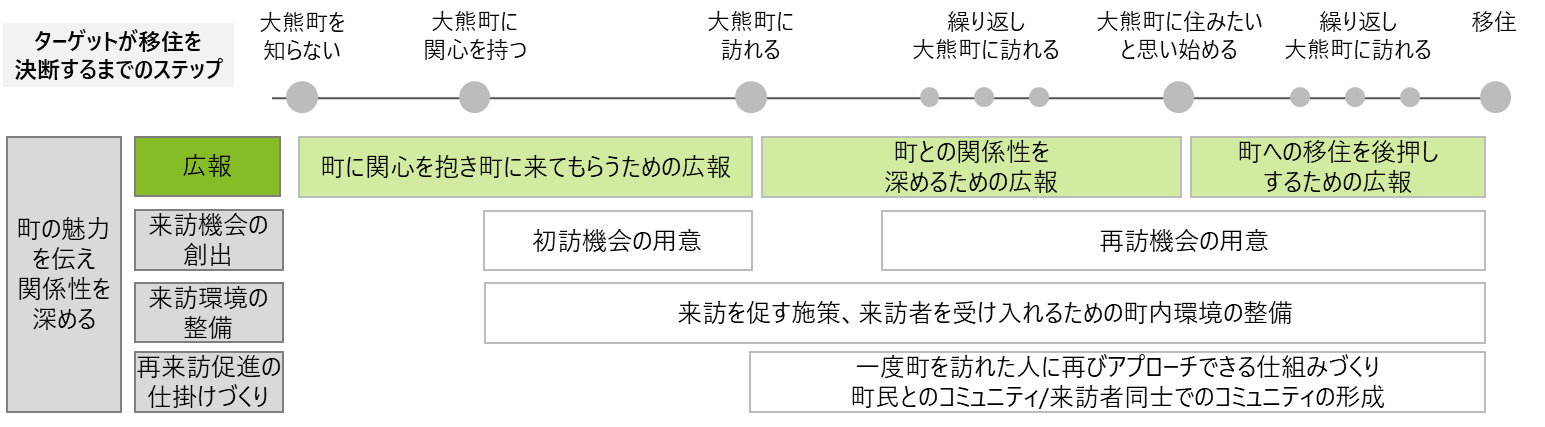 ターゲットが移住を
決断するまでのステップ
大熊町を
知らない
大熊町に
関心を持つ
大熊町に
訪れる
繰り返し
大熊町に訪れる
大熊町に住みたい
と思い始める
繰り返し
大熊町に訪れる
移住
町の魅力
を伝え
関係性を
深める
広報
町に関心を抱き町に来てもらうための広報
町との関係性を
深めるための広報
町への移住を後押し
するための広報
来訪機会の
創出
初訪機会の用意
再訪機会の用意
来訪環境の
整備
来訪を促す施策、来訪者を受け入れるための町内環境の整備
再来訪促進の
仕掛けづくり
一度町を訪れた人に再びアプローチできる仕組みづくり
町民とのコミュニティ/来訪者同士でのコミュニティの形成